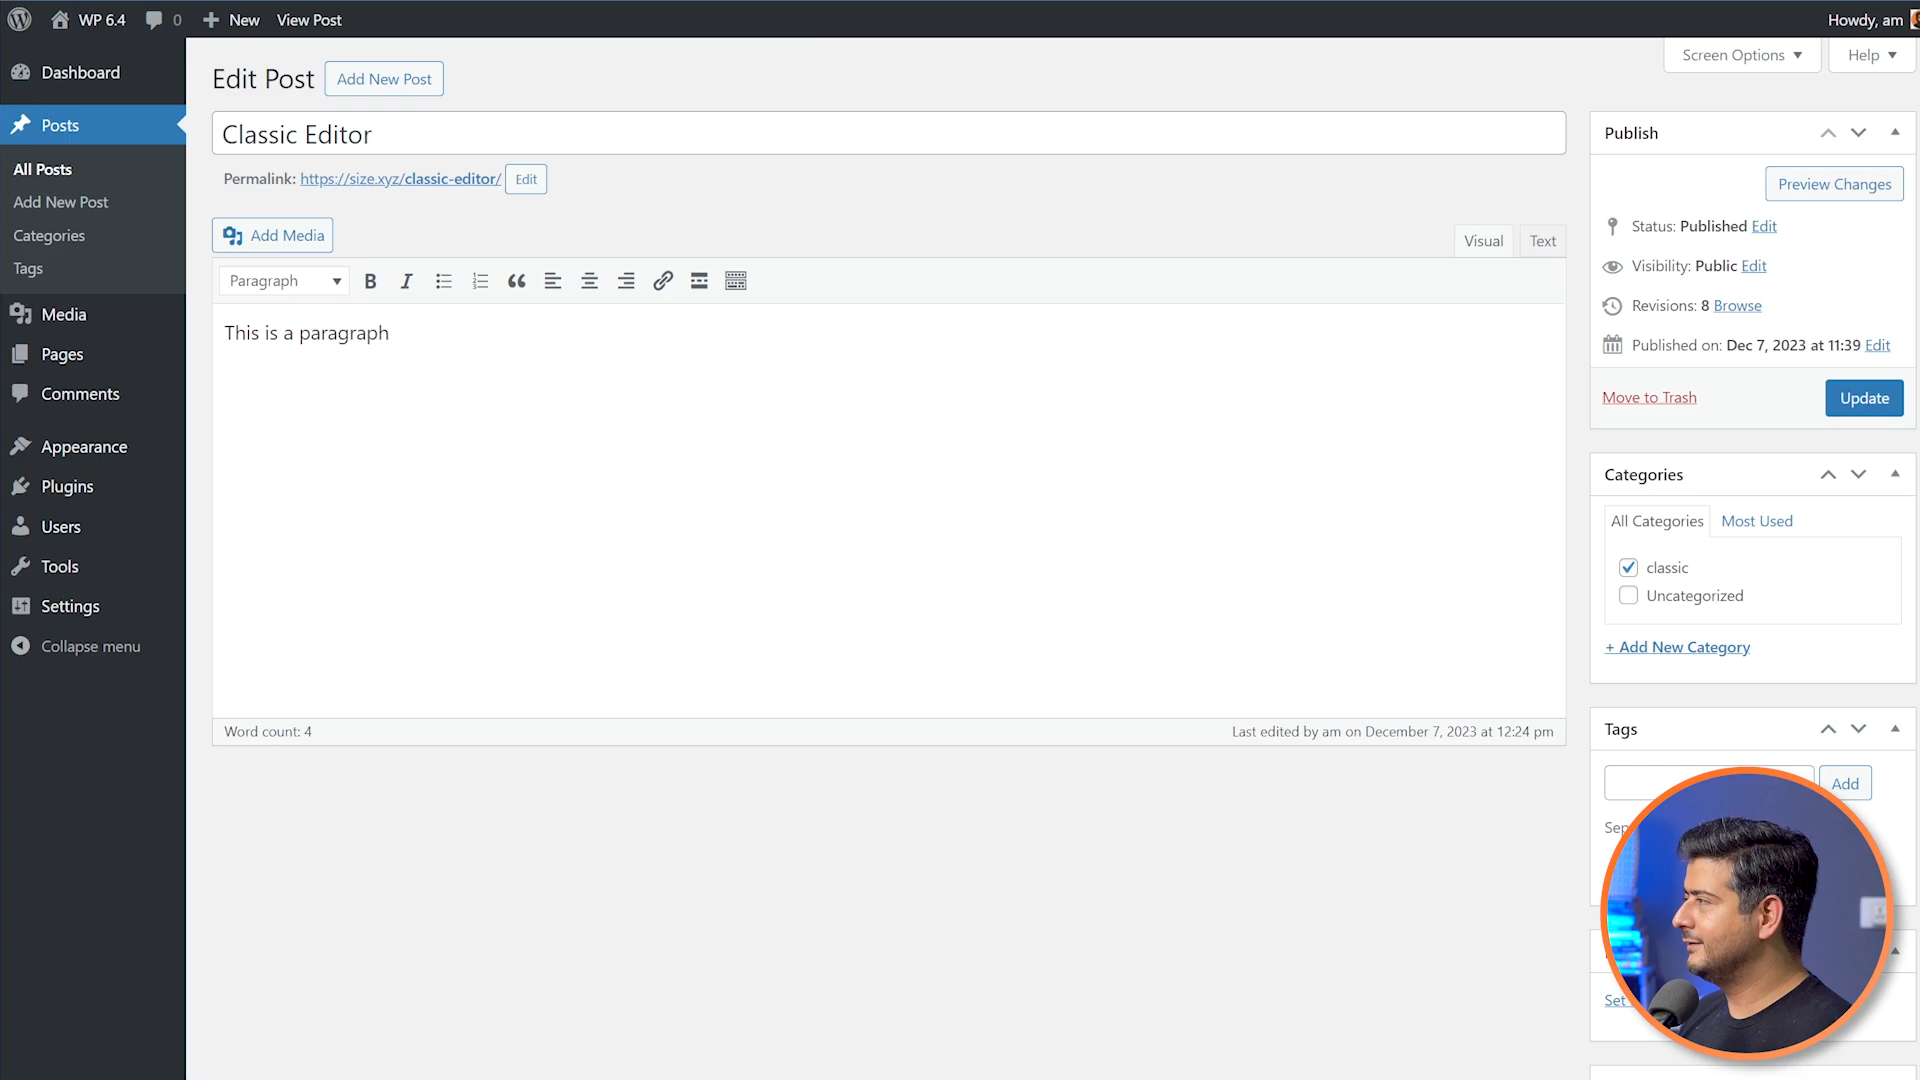 WP 6.4 0 New View Post Howdy, am
Screen Options Help
Dashboard
Posts
All Posts
Add New Post
Categories
Tags
Media
Pages
Comments
Appearance
Plugins
Users
Tools
Settings
Collapse menu
Edit Post Add New Post
Classic Editor
Permalink: https://size.xyz/classic-editor/ Edit
Add Media
Visual Text
Paragraph B I
This is a paragraph
Word count: 4 Last edited by am on December 7, 2023 at 12:24 pm
Publish
Preview Changes
Status: Published Edit
Visibility: Public Edit
Revisions: 8 Browse
Published on: Dec 7, 2023 at 11:39 Edit
Move to Trash Update
Categories
All Categories Most Used
classic
Uncategorized
+ Add New Category
Tags
Add
Set